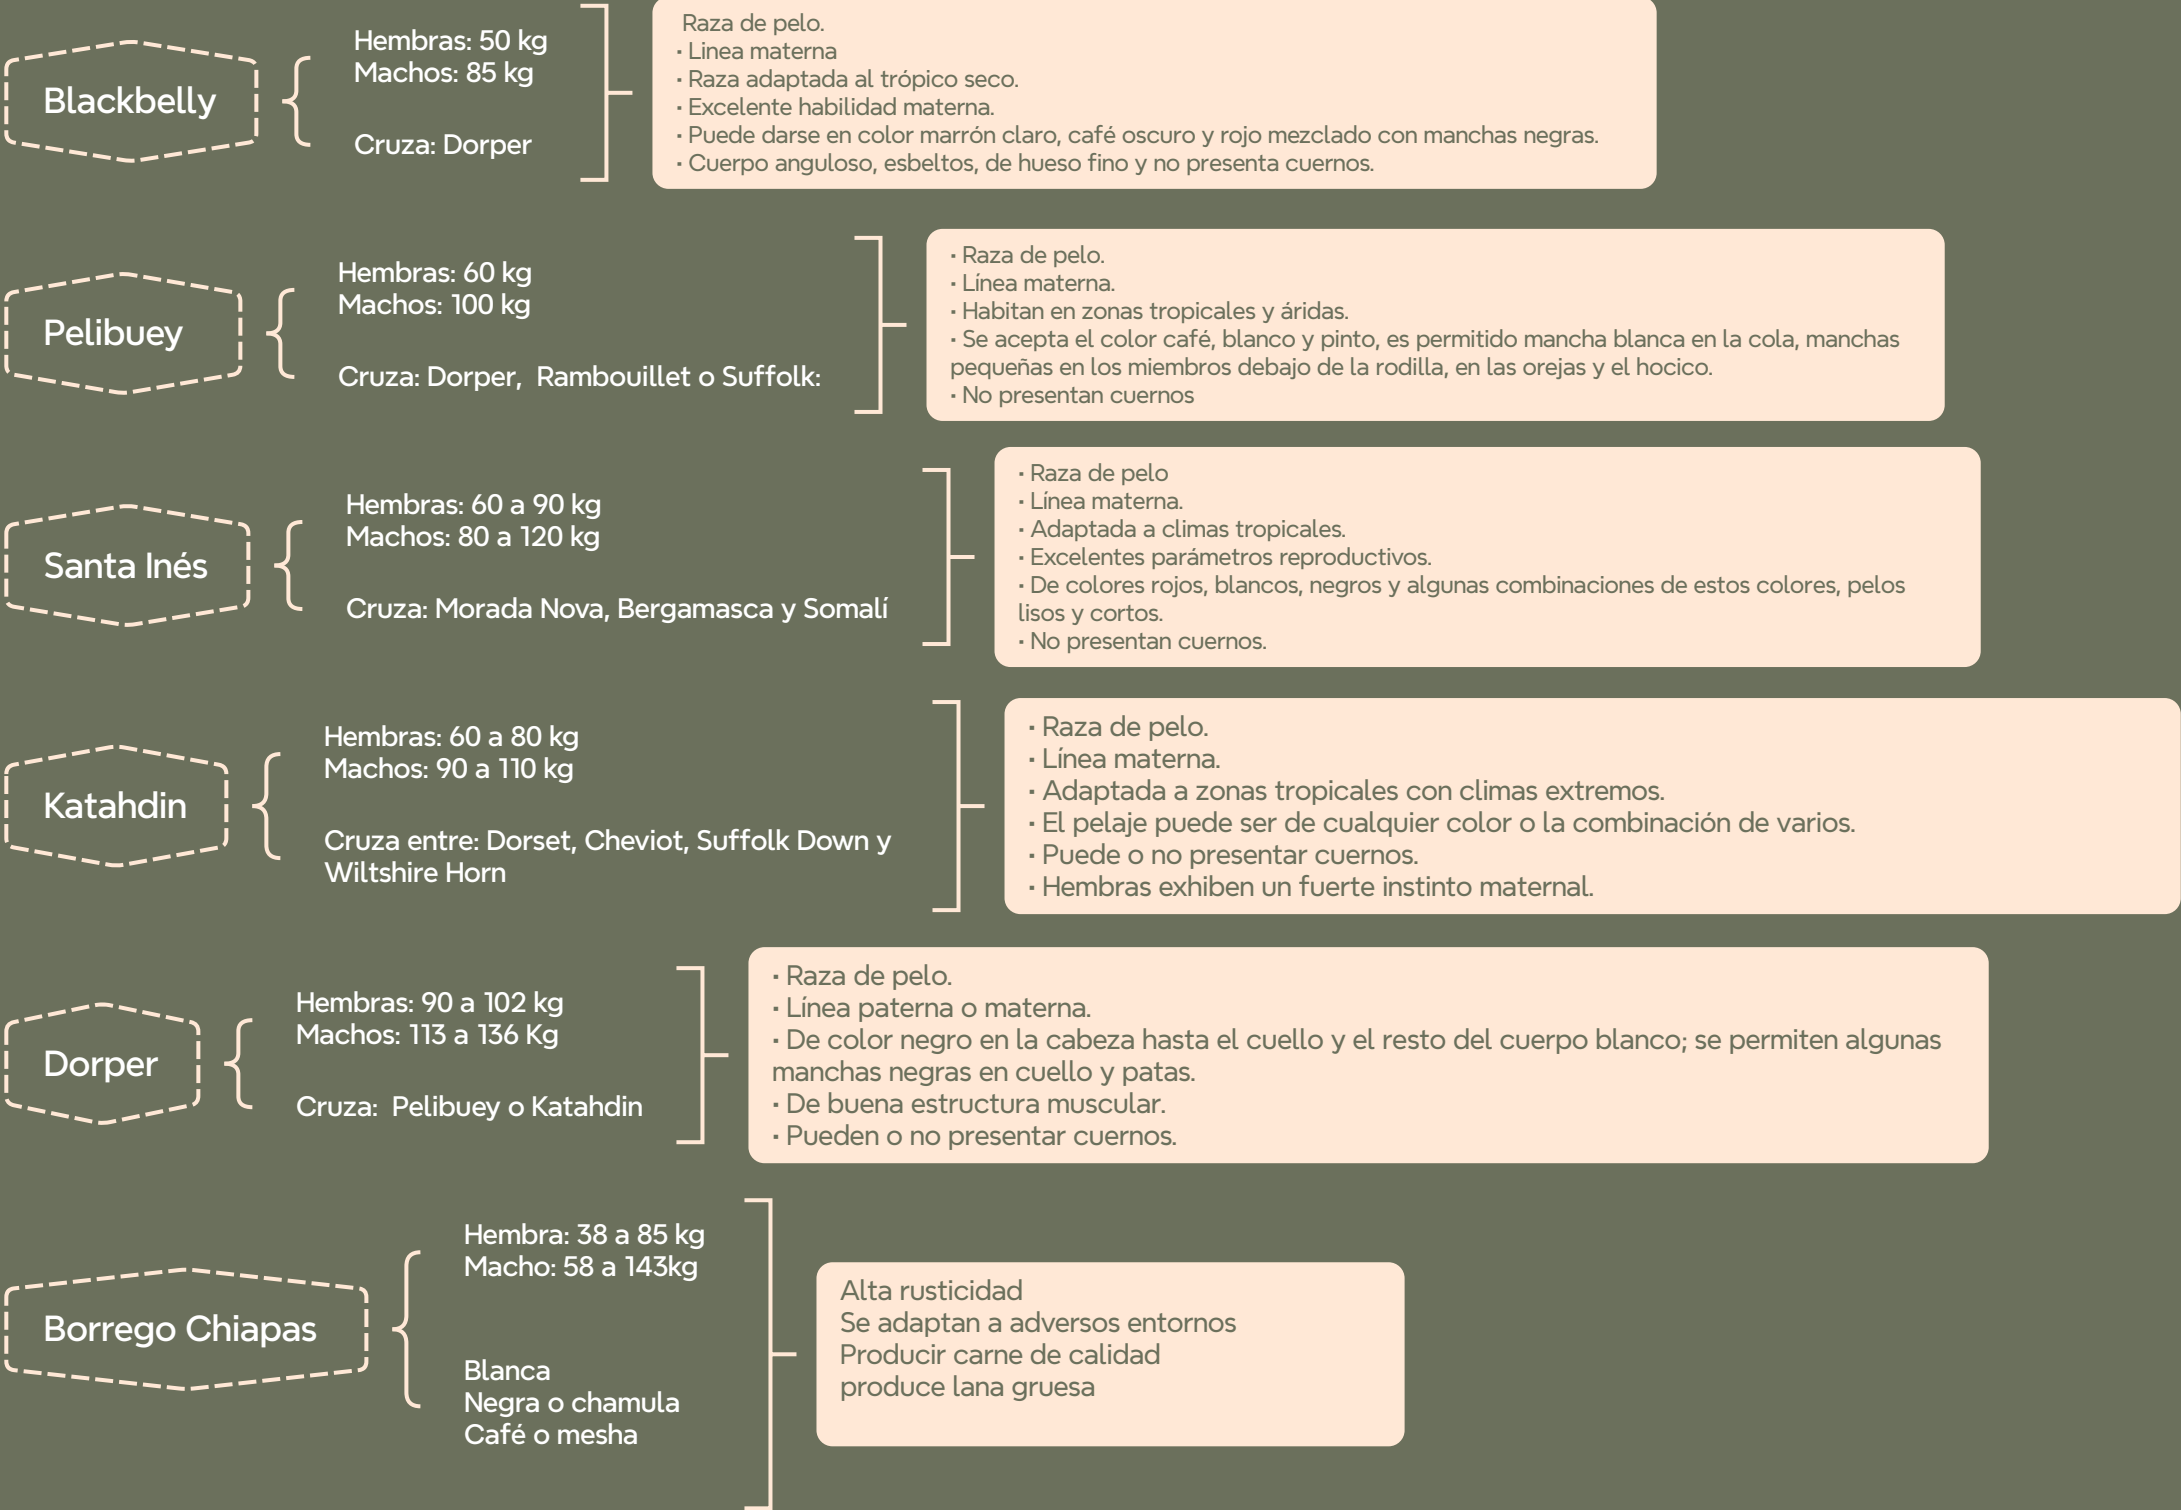 Blackbelly
Hembras: 50 kg
Machos: 85 kg
Cruza: Dorper
Raza de pelo.
· Linea materna
· Raza adaptada al trópico seco.
· Excelente habilidad materna.
· Puede darse en color marrón claro, café oscuro y rojo mezclado con manchas negras.
· Cuerpo anguloso, esbeltos, de hueso fino y no presenta cuernos.
Pelibuey
Hembras: 60 kg
Machos: 100 kg
Cruza: Dorper, Rambouillet o Suffolk:
· Raza de pelo.
· Línea materna.
· Habitan en zonas tropicales y áridas.
· Se acepta el color café, blanco y pinto, es permitido mancha blanca en la cola, manchas
pequeñas en los miembros debajo de la rodilla, en las orejas y el hocico.
· No presentan cuernos
Santa Inés
Hembras: 60 a 90 kg
Machos: 80 a 120 kg
Cruza: Morada Nova, Bergamasca y Somalí
· Raza de pelo
· Línea materna.
· Adaptada a climas tropicales.
· Excelentes parámetros reproductivos.
· De colores rojos, blancos, negros y algunas combinaciones de estos colores, pelos
lisos y cortos.
· No presentan cuernos.
Katahdin
Hembras: 60 a 80 kg
Machos: 90 a 110 kg
Cruza entre: Dorset, Cheviot, Suffolk Down y
Wiltshire Horn
· Raza de pelo.
· Línea materna.
· Adaptada a zonas tropicales con climas extremos.
· El pelaje puede ser de cualquier color o la combinación de varios.
· Puede o no presentar cuernos.
· Hembras exhiben un fuerte instinto maternal.
Dorper
Hembras: 90 a 102 kg
Machos: 113 a 136 Kg
Cruza: Pelibuey o Katahdin
· Raza de pelo.
· Línea paterna o materna.
· De color negro en la cabeza hasta el cuello y el resto del cuerpo blanco; se permiten algunas
manchas negras en cuello y patas.
· De buena estructura muscular.
· Pueden o no presentar cuernos.
Borrego Chiapas
Hembra: 38 a 85 kg
Macho: 58 a 143kg
Blanca
Negra o chamula
Café o mesha
Alta rusticidad
Se adaptan a adversos entornos
Producir carne de calidad
produce lana gruesa